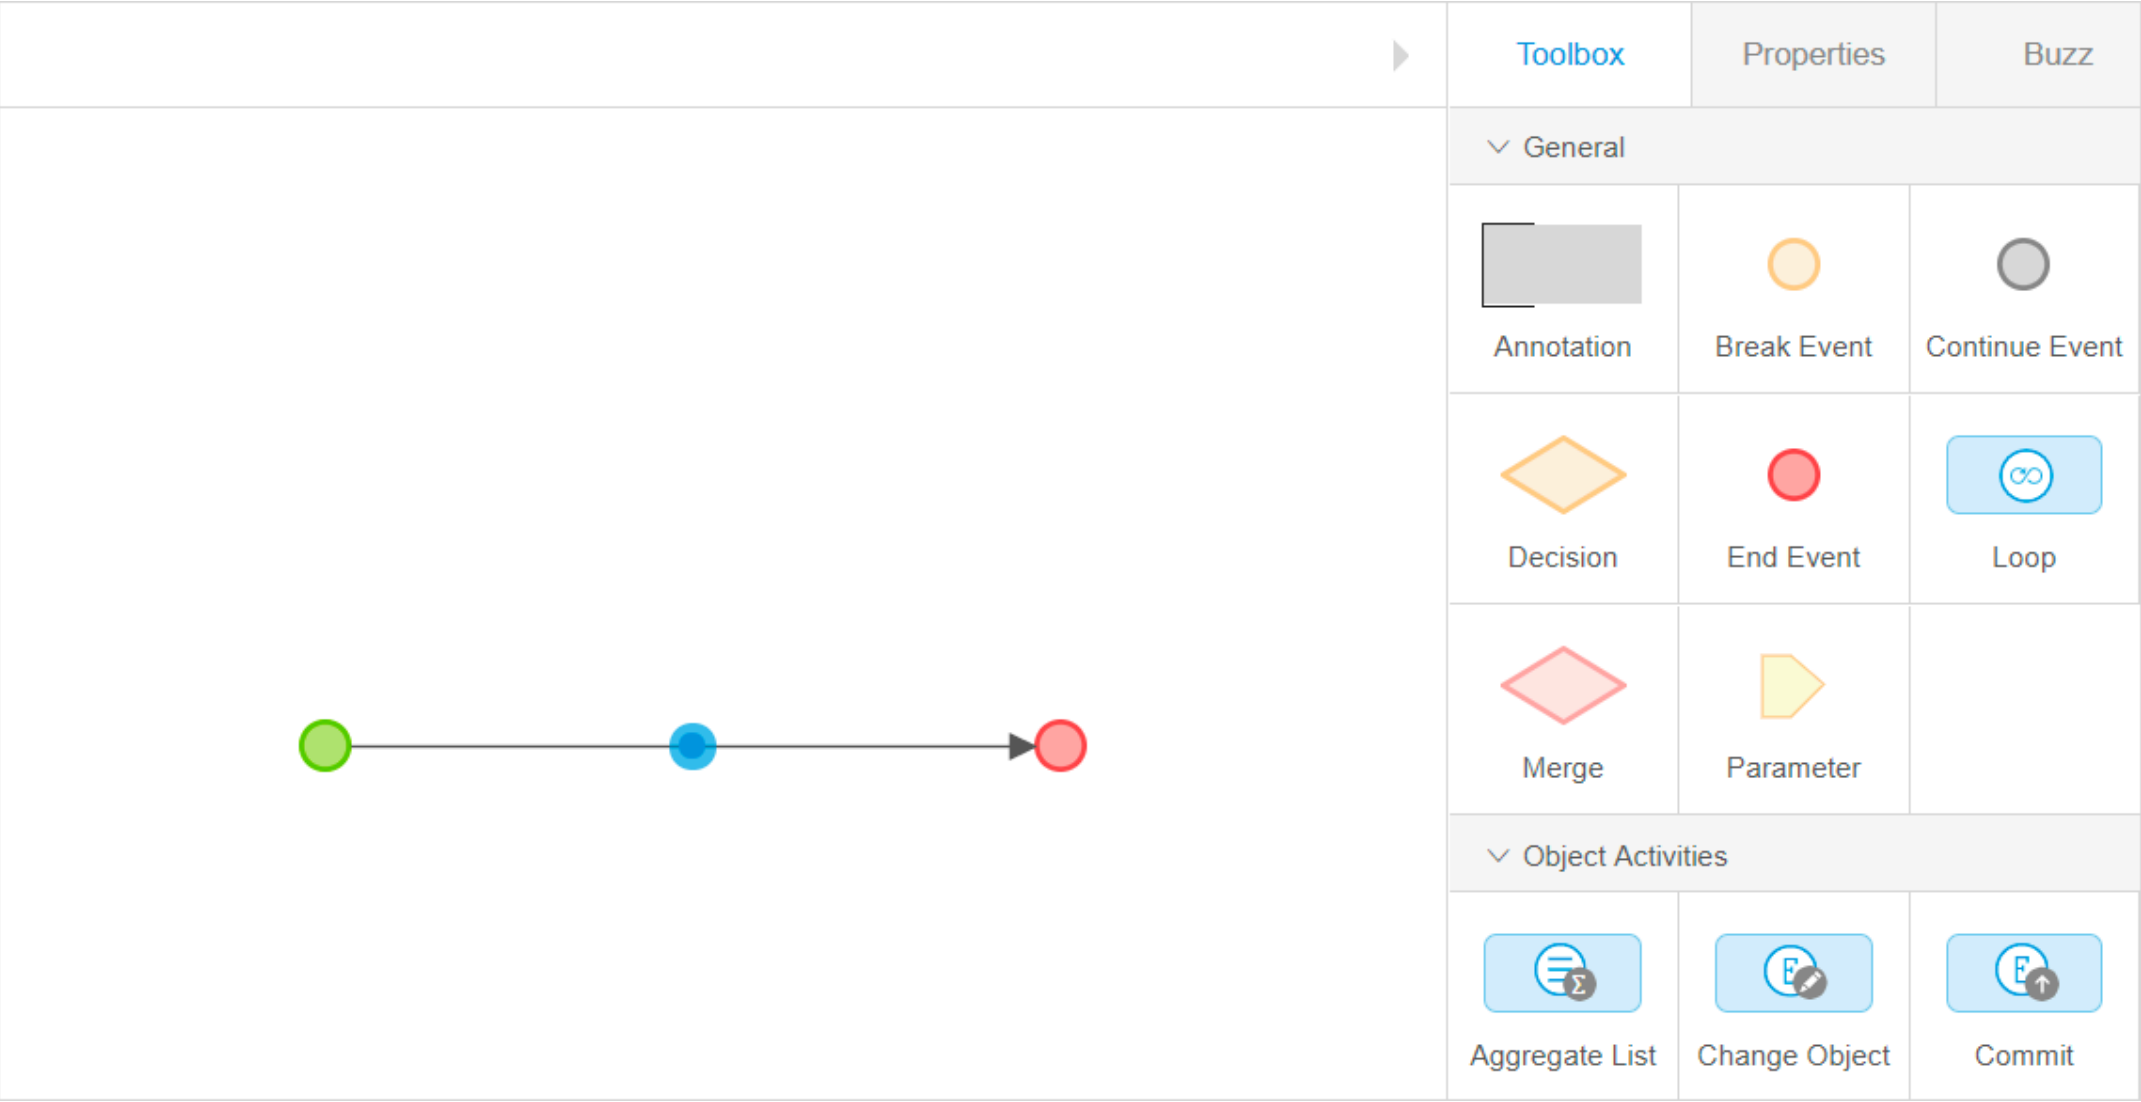 Toolbox
Properties
Buzz
General
Annotation
Break Event
Continue Event
Decision
End Event
Loop
Merge
Parameter
Object Activities
Aggregate List
Change Object
Commit